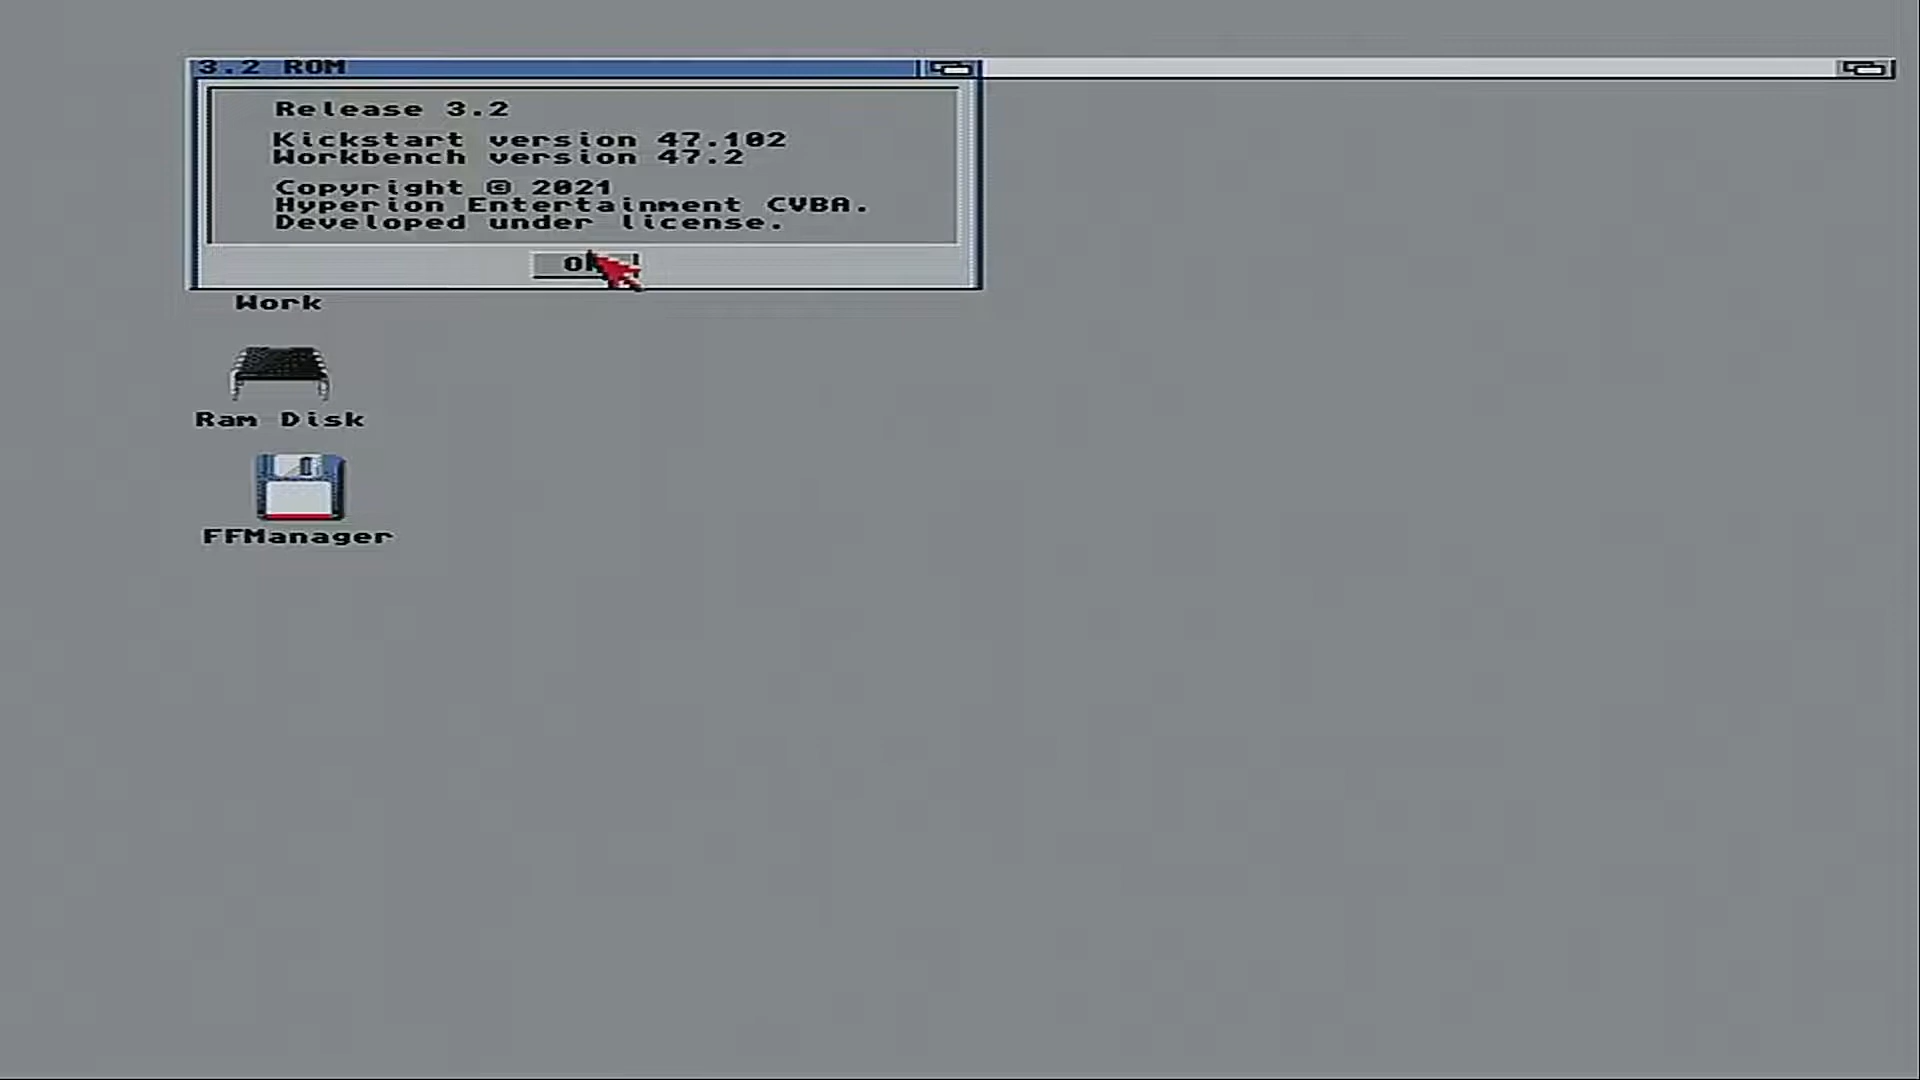 3.2 ROM
Release 3.2
Kickstart version 47.102
Workbench version 47.2
Copyright © 2021
Hyperion Entertainment CVBA.
Developed under license.
Work
Ram Disk
FFManager